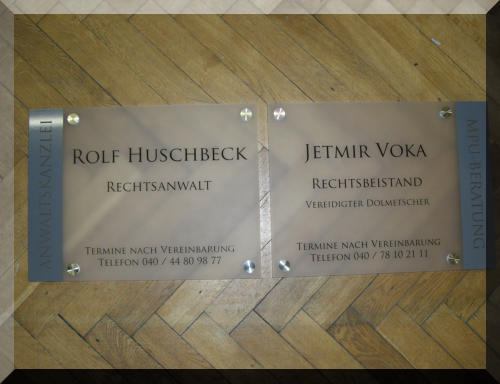 ANWALTSKANZLEI
ROLF HUSCHBECK
RECHTSANWALT
TERMINE NACH VEREINBARUNG
TELEFON 040 / 44 80 98 77
JETMIR VOKA
RECHTSBEISTAND
VEREIDIGTER DOLMETSCHER
TERMINE NACH VEREINBARUNG
TELEFON 040 / 78 10 21 11
MPU BERATUNG